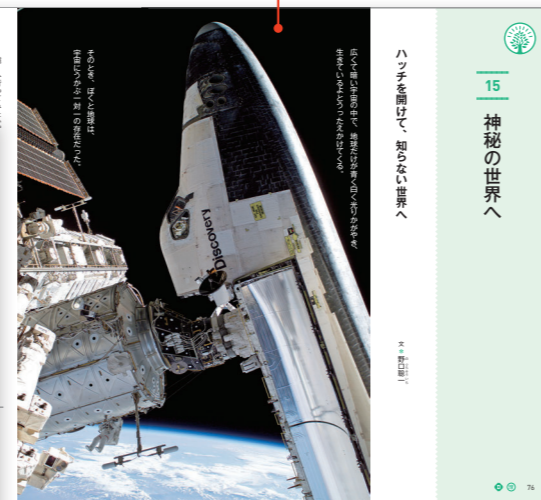 15
神秘の世界へ
ハッチを開けて、知らない世界へ
文
野口聡一
広くて暗い宇宙の中で、地球だけが青く白く光りかがやき、
生きているよとうったえかけてくる。
そのとき、ぼくと地球は、
宇宙にうかぶ一対一の存在だった。
Discovery
76